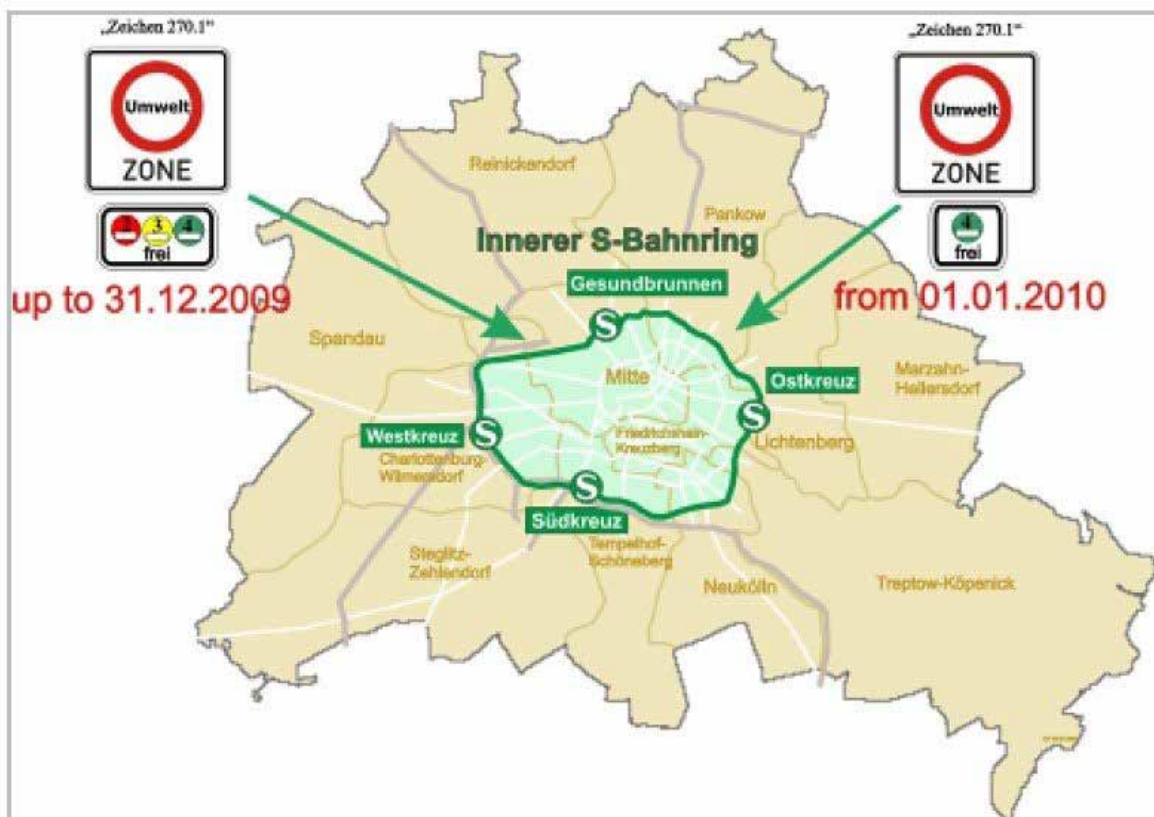 „Zeichen 270.1“
Umwelt
ZONE
3
4
frei
up to 31.12.2009
„Zeichen 270.1“
Umwelt
ZONE
4
frei
from 01.01.2010
Reinickendorf
Pankow
Innerer S-Bahnring
Gesundbrunnen
S
Spandau
Mitte
Ostkreuz
S
Marzahn-
Hellersdorf
Westkreuz
S
Friedrichshain-
Kreuzberg
Lichtenberg
Charlottenburg-
Wilmersdorf
S
Südkreuz
Steglitz-
Zehlendorf
Tempelhof-
Schöneberg
Neukölln
Treptow-Köpenick